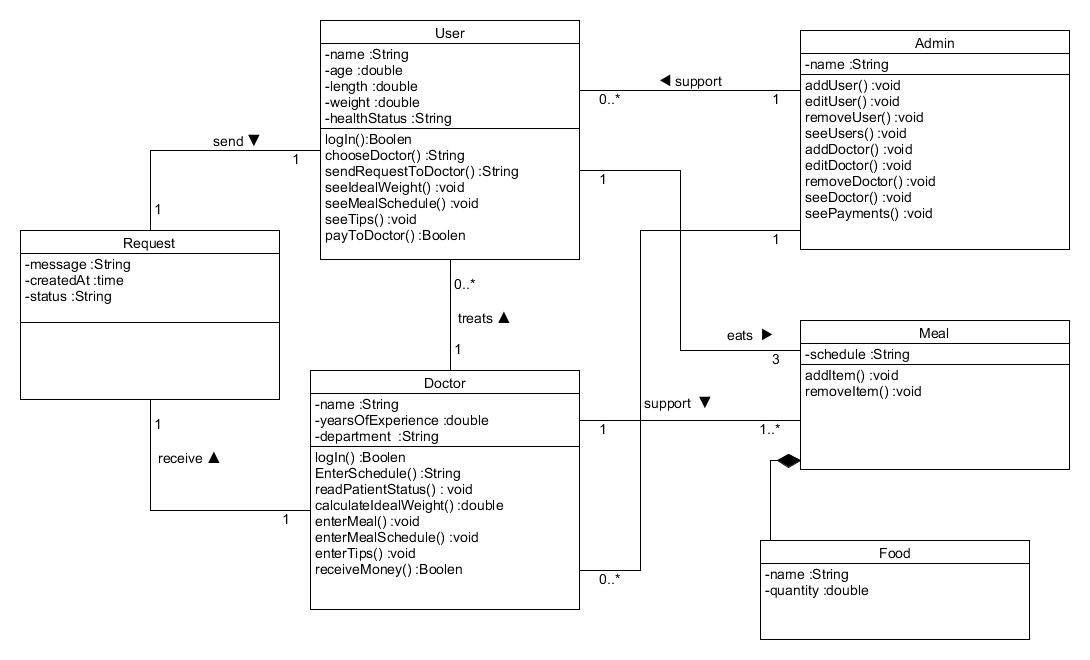 User
-name :String
-age :double
-length :double
-weight :double
-healthStatus :String
logIn():Boolen
chooseDoctor() :String
sendRequestToDoctor() :String
seeIdealWeight() :void
seeMealSchedule() :void
seeTips() :void
payToDoctor() :Boolen
Admin
-name :String
addUser() :void
editUser() :void
removeUser() :void
seeUsers() :void
addDoctor() :void
editDoctor() :void
removeDoctor() :void
seeDoctor() :void
seePayments() :void
◀ support
0..*
1
send ▼
1
1
1
1
Request
-message :String
-createdAt :time
-status :String
0..*
treats ▲
1
eats ▶
3
Meal
-schedule :String
addItem() :void
removeItem() :void
Doctor
-name :String
-yearsOfExperience :double
-department  :String
logIn() :Boolen
EnterSchedule() :String
readPatientStatus() : void
calculateIdealWeight() :double
enterMeal() :void
enterMealSchedule() :void
enterTips() :void
receiveMoney() :Boolen
support ▼
1
1..*
1
receive ▲
1
0..*
Food
-name :String
-quantity :double